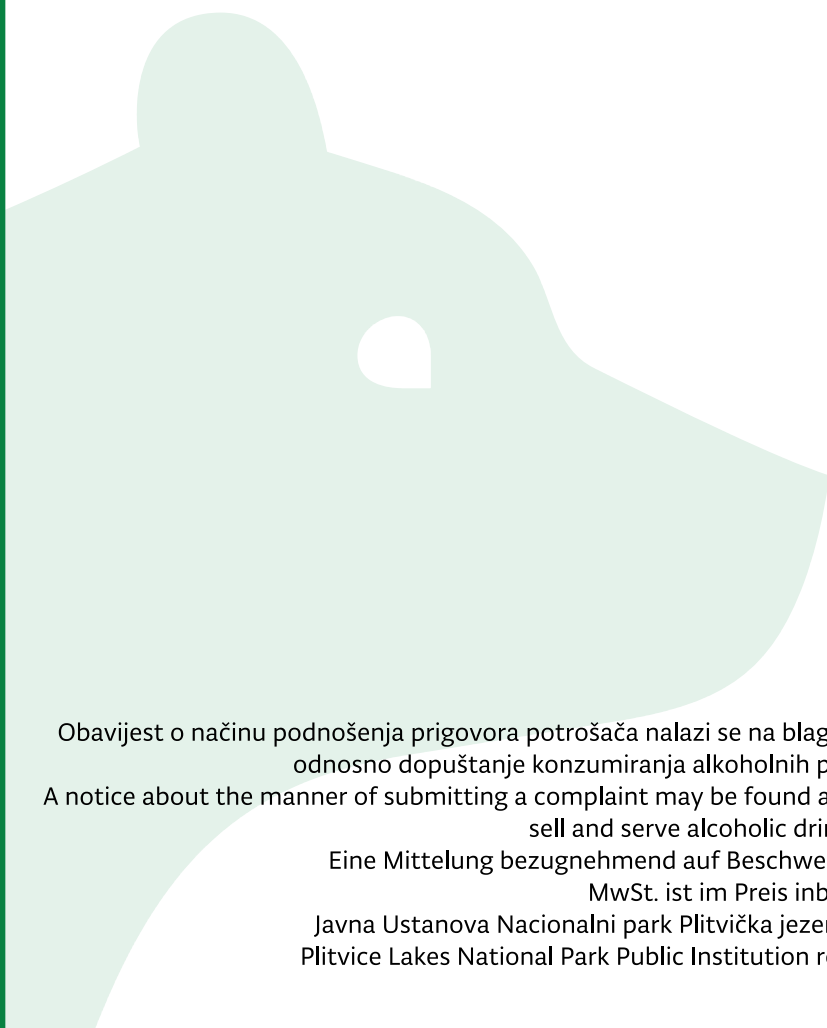 Obavijest o načinu podnošenja prigovora potrošača nalazi se na blag
odnosno dopuštanje konzumiranja alkoholnih p
A notice about the manner of submitting a complaint may be found a
sell and serve alcoholic dri
Eine Mittelung bezugnehmend auf Beschwe
MwSt. ist im Preis inb
Javna Ustanova Nacionalni park Plitvička jeze
Plitvice Lakes National Park Public Institution r